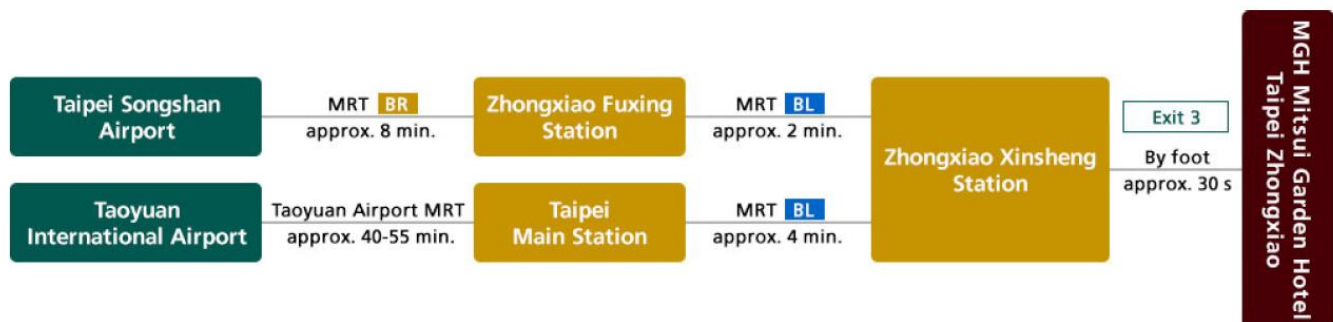 Taipei Songshan
Airport
MRT BR
approx. 8 min.
Zhongxiao Fuxing
Station
MRT BL
approx. 2 min.
Taoyuan
International Airport
Taoyuan Airport MRT
approx. 40-55 min.
Taipei
Main Station
MRT BL
approx. 4 min.
Zhongxiao Xinsheng
Station
Exit 3
By foot
approx. 30 s
MGH Mitsui Garden Hotel
Taipei Zhongxiao